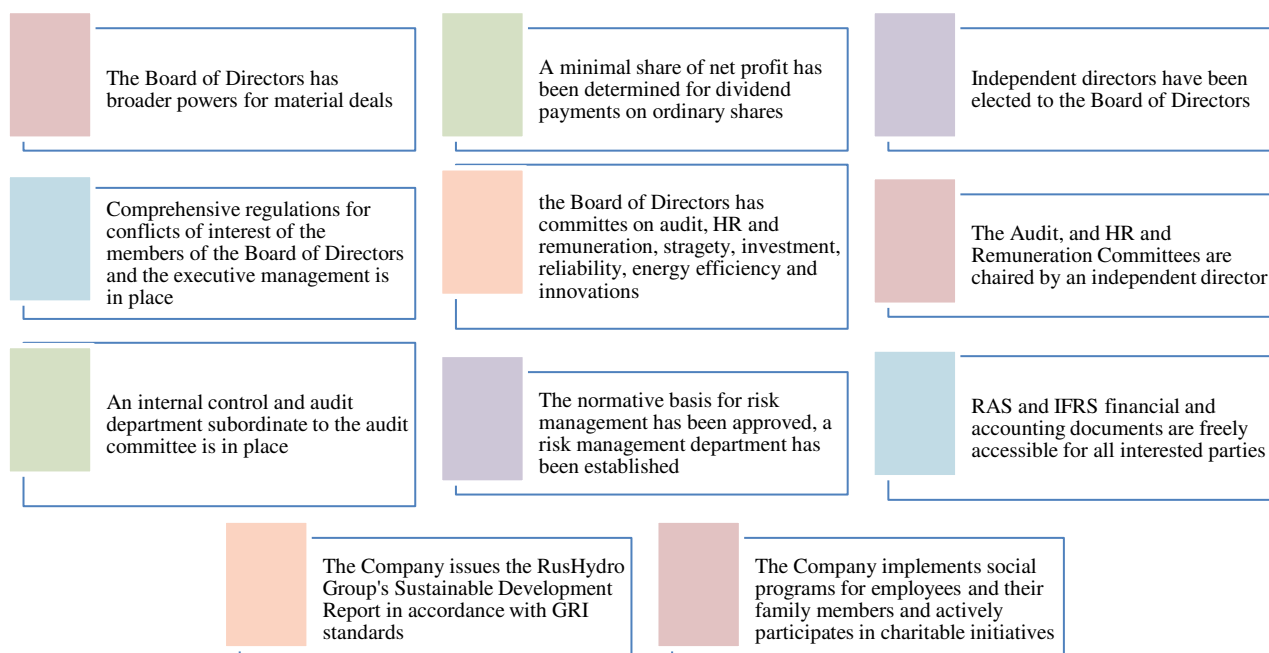 The Board of Directors has
broader powers for material deals
A minimal share of net profit has
been determined for dividend
payments on ordinary shares
Independent directors have been
elected to the Board of Directors
Comprehensive regulations for
conflicts of interest of the
members of the Board of Directors
and the executive management is
in place
the Board of Directors has
committes on audit, HR and
remuneration, stragety, investment,
reliability, energy efficiency and
innovations
The Audit, and HR and
Remuneration Committees are
chaired by an independent director
An internal control and audit
department subordinate to the audit
committee is in place
The normative basis for risk
management has been approved, a
risk management department has
been established
RAS and IFRS financial and
accounting documents are freely
accessible for all interested parties
The Company issues the RusHydro
Group's Sustainable Development
Report in accordance with GRI
standards
The Company implements social
programs for employees and their
family members and actively
participates in charitable initiatives